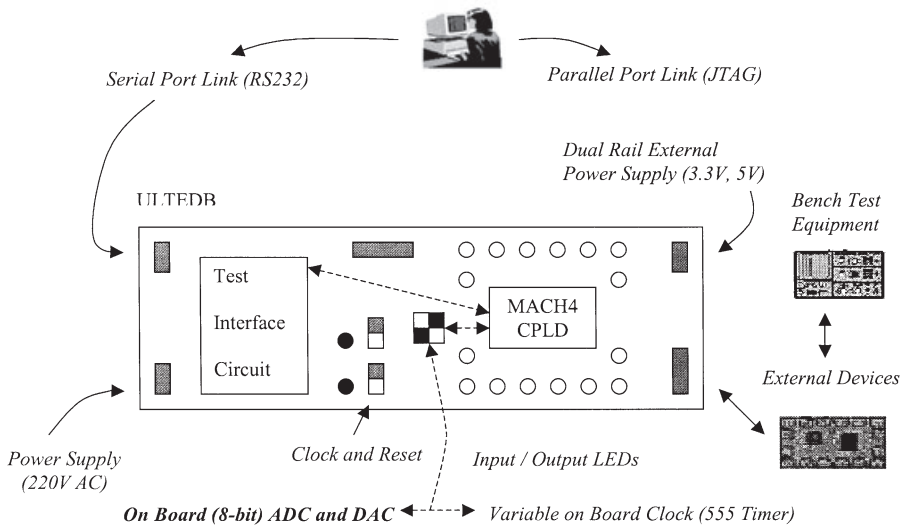 Serial Port Link (RS232)
Parallel Port Link (JTAG)
Dual Rail External
Power Supply (3.3V, 5V)
ULTEDB
Bench Test
Equipment
Test
Interface
Circuit
MACH4
CPLD
External Devices
Power Supply
(220V AC)
Clock and Reset
Input / Output LEDs
On Board (8-bit) ADC and DAC
Variable on Board Clock (555 Timer)